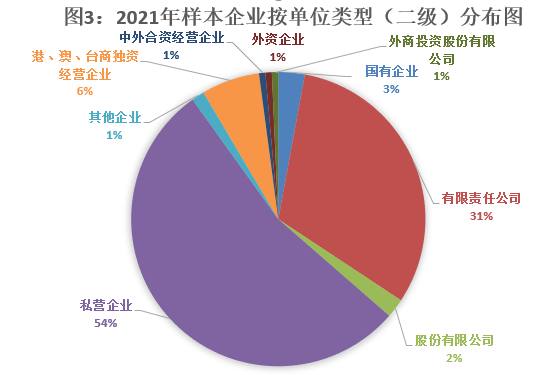 图3：2021年样本企业按单位类型（二级）分布图
中外合资经营企业
1%
外资企业
1%
外商投资股份有限
公司
1%
港、澳、台商独资
经营企业
6%
国有企业
3%
其他企业
1%
有限责任公司
31%
私营企业
54%
股份有限公司
2%